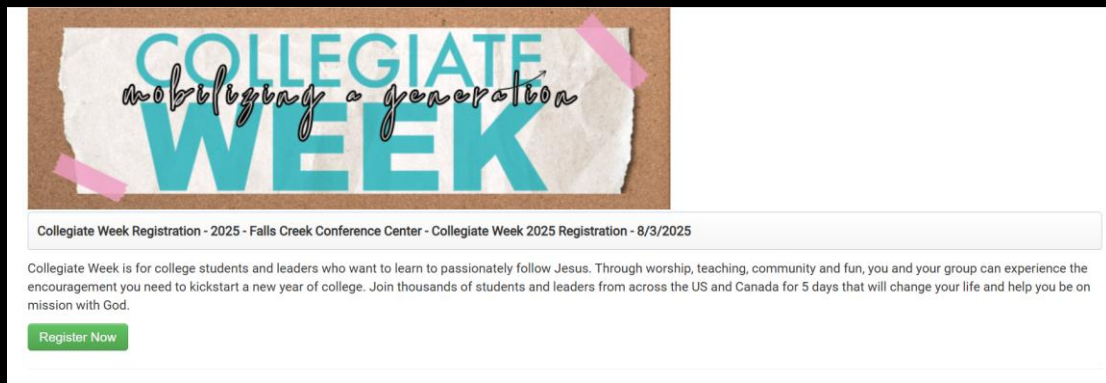 COLLEGIATE
mobilizing a generation
WEEK
Collegiate Week Registration - 2025 - Falls Creek Conference Center - Collegiate Week 2025 Registration - 8/3/2025
Collegiate Week is for college students and leaders who want to learn to passionately follow Jesus. Through worship, teaching, community and fun, you and your group can experience the
encouragement you need to kickstart a new year of college. Join thousands of students and leaders from across the US and Canada for 5 days that will change your life and help you be on
mission with God.
Register Now